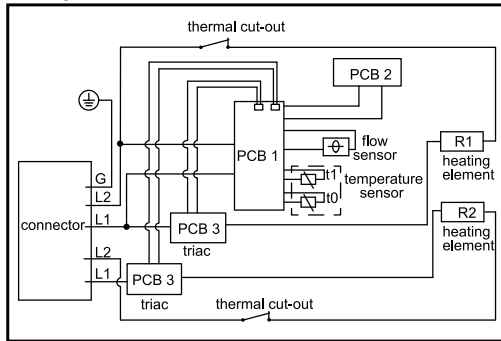 thermal cut-out
PCB 2
PCB 1
flow
sensor
R1
heating
element
t1
temperature
sensor
t0
G
L2
connector
L1
PCB 3
triac
R2
heating
element
L2
L1
PCB 3
triac
thermal cut-out